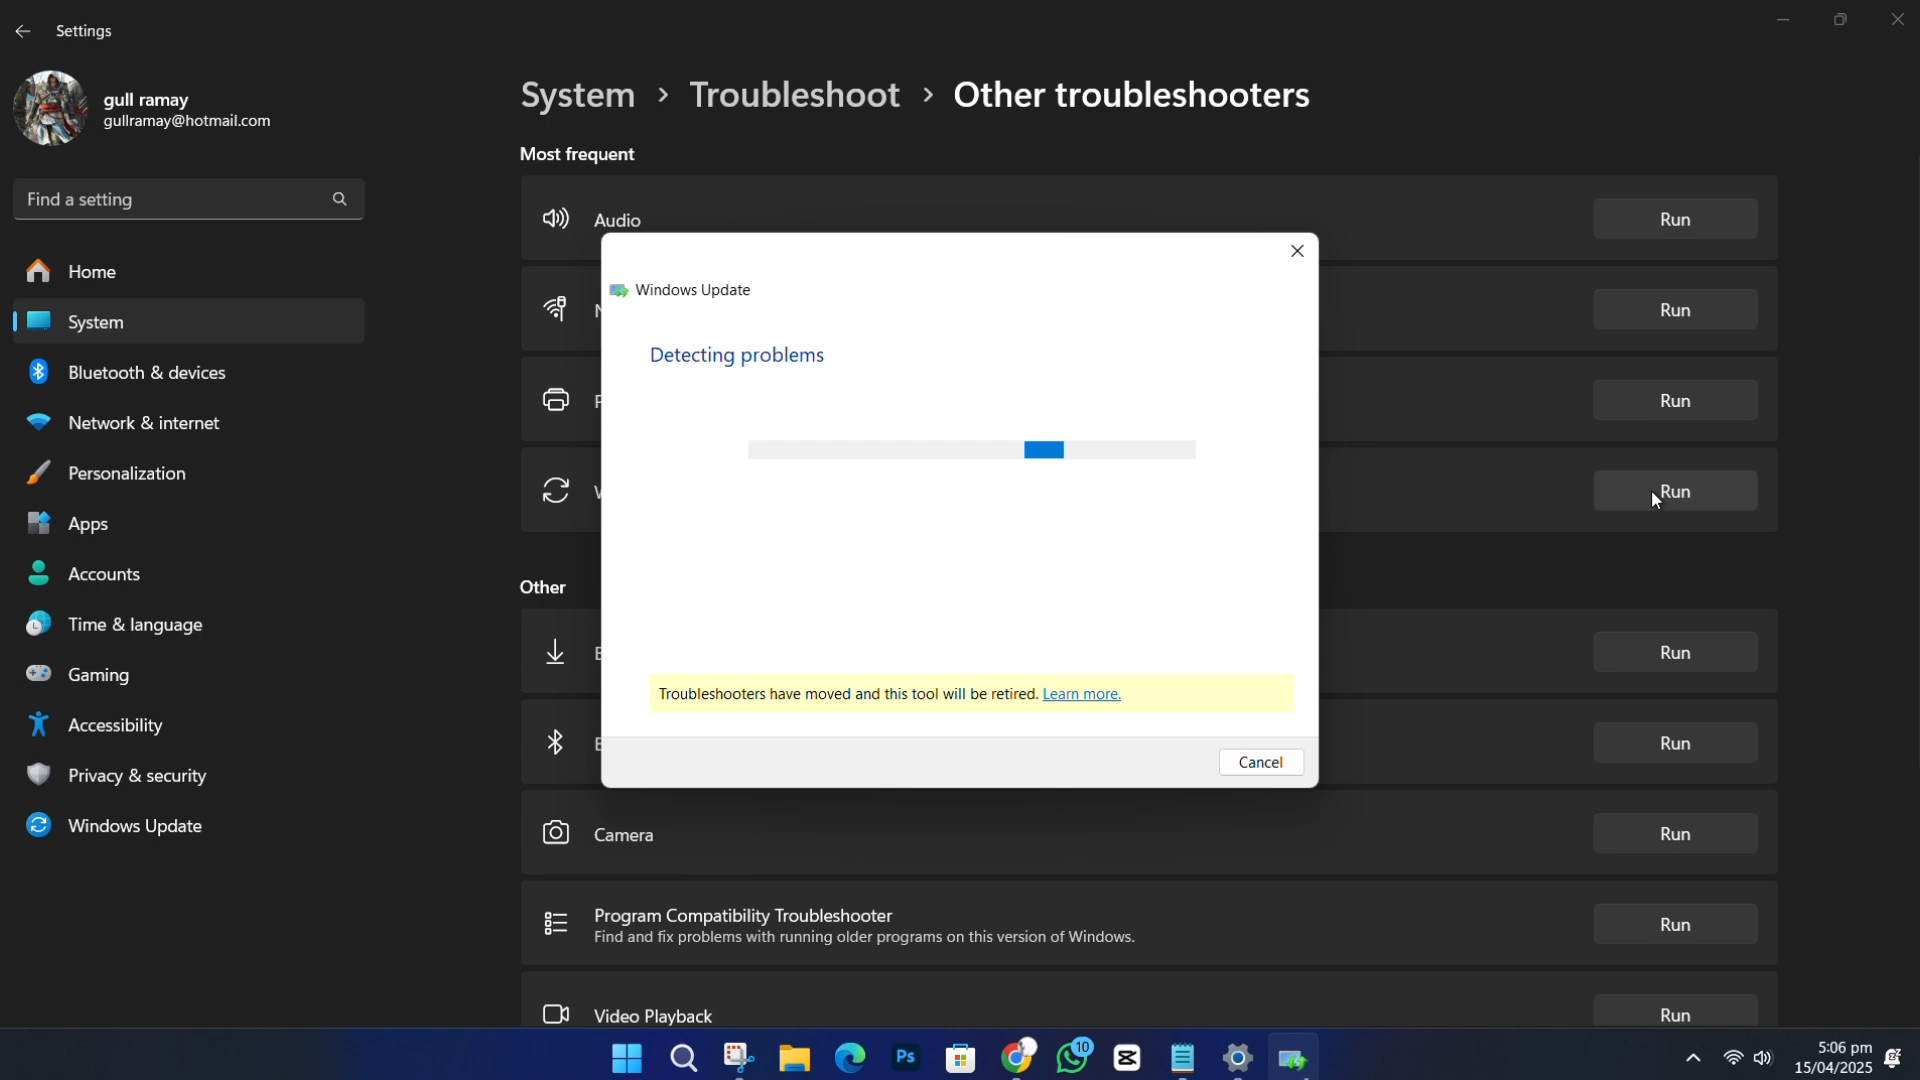 Settings
gull ramay
gullramay@hotmail.com
Find a setting
Home
System
Bluetooth & devices
Network & internet
Personalization
Apps
Accounts
Time & language
Gaming
Accessibility
Privacy & security
Windows Update
System > Troubleshoot > Other troubleshooters
Most frequent
Audio
Run
Run
Run
Run
Windows Update
Detecting problems
Troubleshooters have moved and this tool will be retired. Learn more.
Cancel
Other
Run
Run
Camera
Run
Program Compatibility Troubleshooter
Find and fix problems with running older programs on this version of Windows.
Run
Video Playback
Run
Ps
10
5:06 pm
15/04/2025